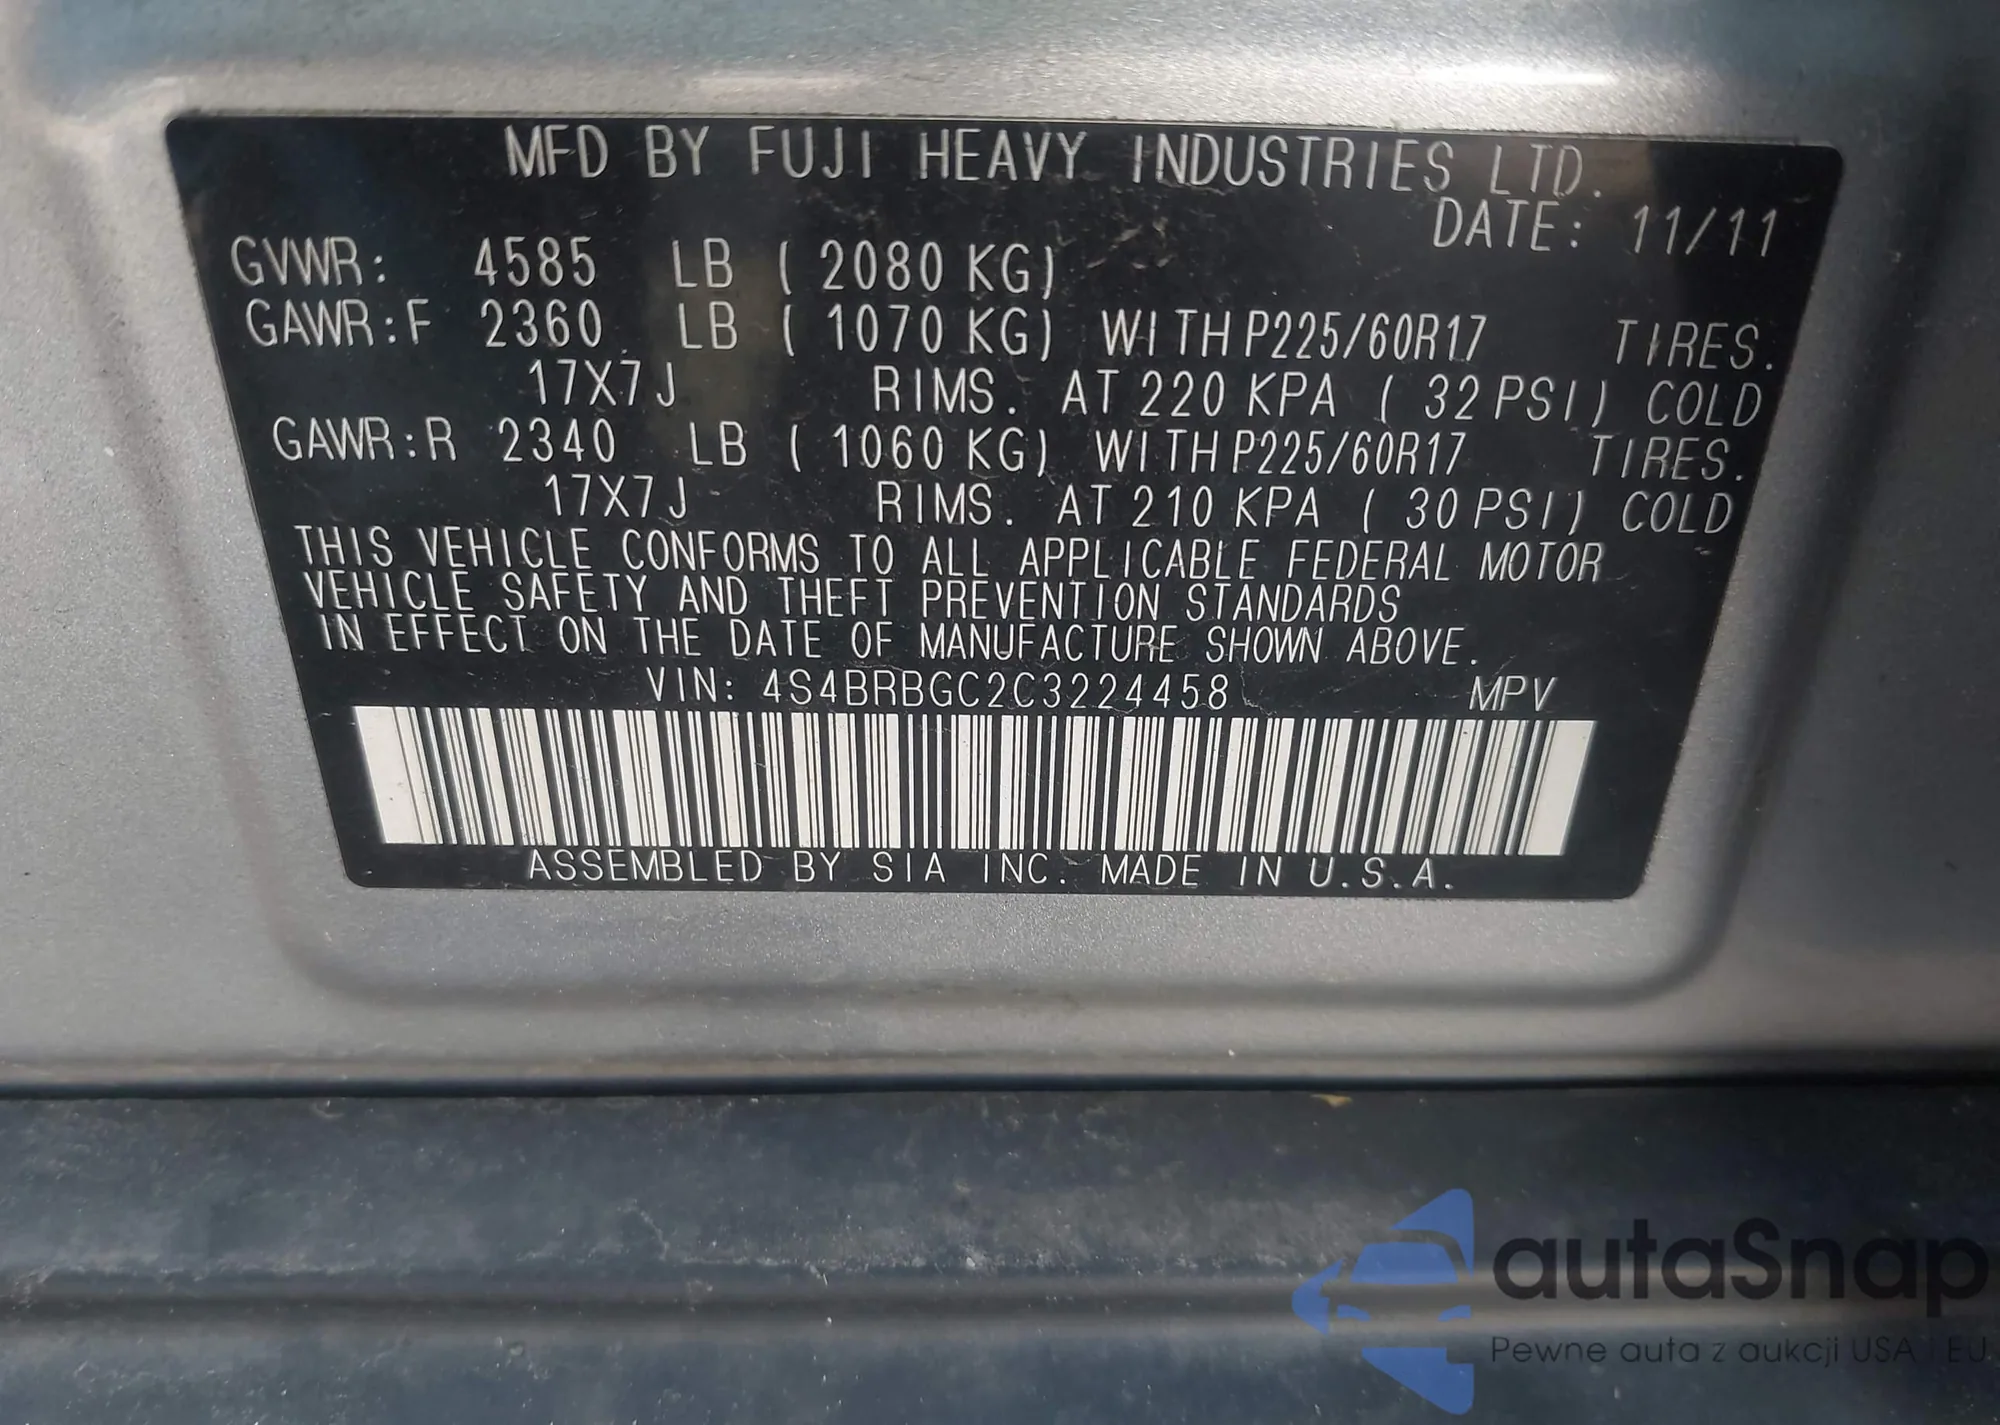 MFD BY FUJI HEAVY INDUSTRIES LTD.
DATE: 11/11
GVWR: 4585 LB ( 2080 KG)
GAWR:F 2360 LB ( 1070 KG) WITH P225/60R17 TIRES.
17X7J RIMS. AT 220 KPA ( 32 PSI) COLD
GAWR:R 2340 LB ( 1060 KG) WITH P225/60R17 TIRES.
17X7J RIMS. AT 210 KPA ( 30 PSI) COLD
THIS VEHICLE CONFORMS TO ALL APPLICABLE FEDERAL MOTOR
VEHICLE SAFETY AND THEFT PREVENTION STANDARDS
IN EFFECT ON THE DATE OF MANUFACTURE SHOWN ABOVE.
VIN: 4S4BRBGC2C3224458 MPV
ASSEMBLED BY SIA INC. MADE IN U.S.A.
autaSnap
Pewne auta z aukcji USA i EU